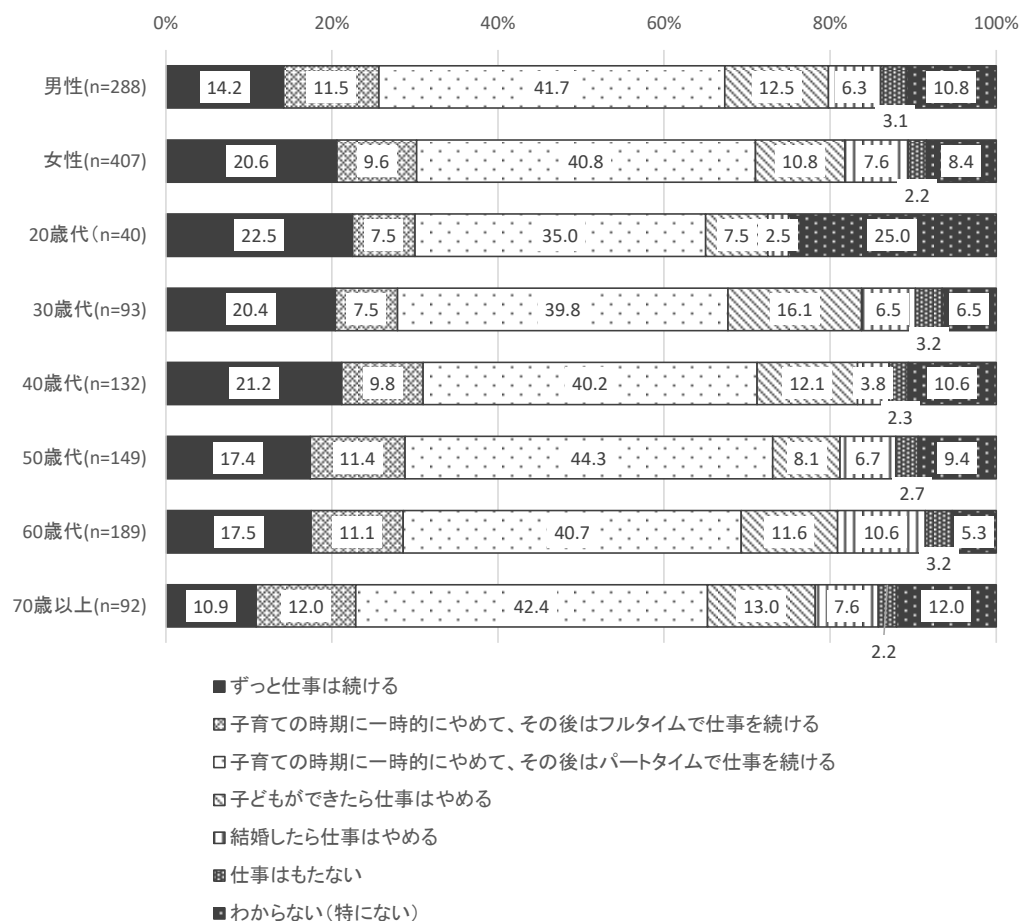 0% 20% 40% 60% 80% 100%
男性(n=288) 14.2 11.5 41.7 12.5 6.3 10.8
3.1
女性(n=407) 20.6 9.6 40.8 10.8 7.6 8.4
2.2
20歳代(n=40) 22.5 7.5 35.0 7.5 2.5 25.0
30歳代(n=93) 20.4 7.5 39.8 16.1 6.5 6.5
3.2
40歳代(n=132) 21.2 9.8 40.2 12.1 3.8 10.6
2.3
50歳代(n=149) 17.4 11.4 44.3 8.1 6.7 9.4
2.7
60歳代(n=189) 17.5 11.1 40.7 11.6 10.6 5.3
3.2
70歳以上(n=92) 10.9 12.0 42.4 13.0 7.6 12.0
2.2
ずっと仕事は続ける
子育ての時期に一時的にやめて、その後はフルタイムで仕事を続ける
子育ての時期に一時的にやめて、その後はパートタイムで仕事を続ける
子どもができたら仕事はやめる
結婚したら仕事はやめる
仕事はもたない
わからない(特にない)